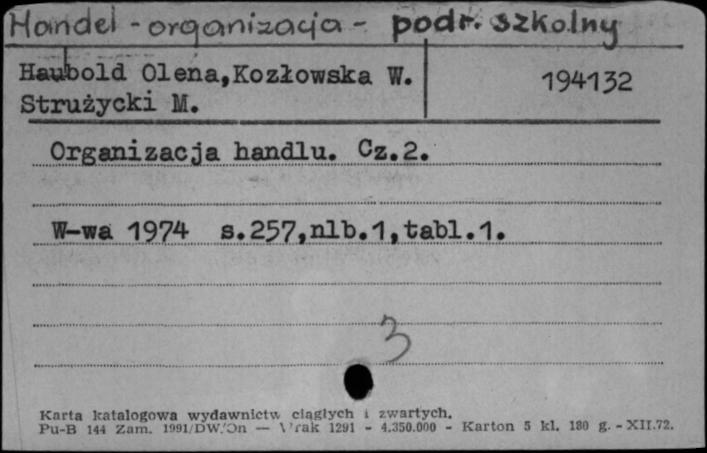 Handel - organizacja - podr. szkolny
Haubold Olena, Kozłowska W.
Strużycki M.
194132
Organizacja handlu. Cz.2.
W-wa 1974 s.257,nlb.1,tabl.1.
3
Karta katalogowa wydawnictw ciągłych i zwartych.
Pu-B 144 Zam. 1991/DW/On — 1291 - 4.350.000 - Karton 5 kl. 180 g. - XII.72.